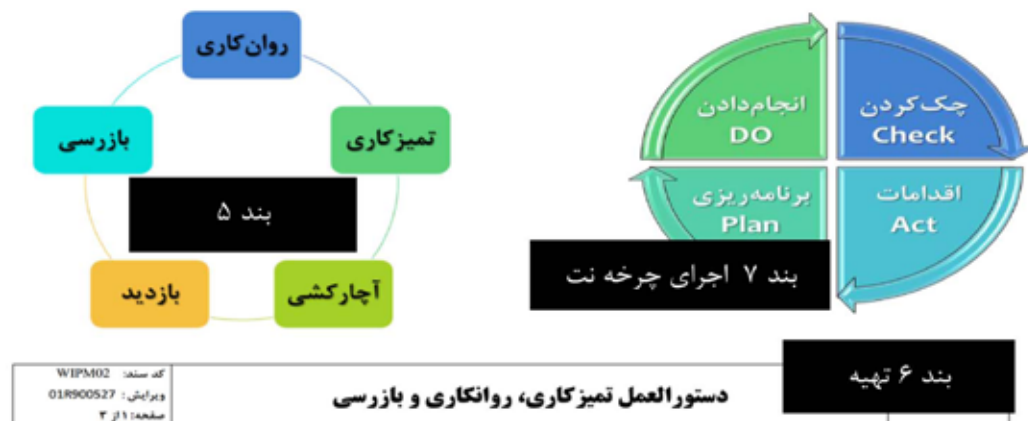 روان‌کاری
بازرسی
تمیزکاری
بند ۵
بازدید
آچارکشی
انجام‌دادن
DO
چک‌کردن
Check
برنامه‌ریزی
Plan
اقدامات
Act
بند ۷ اجرای چرخه نت
بند ۶ تهیه
دستورالعمل تمیزکاری، روانکاری و بازرسی
کد سند: WIPM02
ویرایش: 01R900527
صفحه: ۱ از ۳